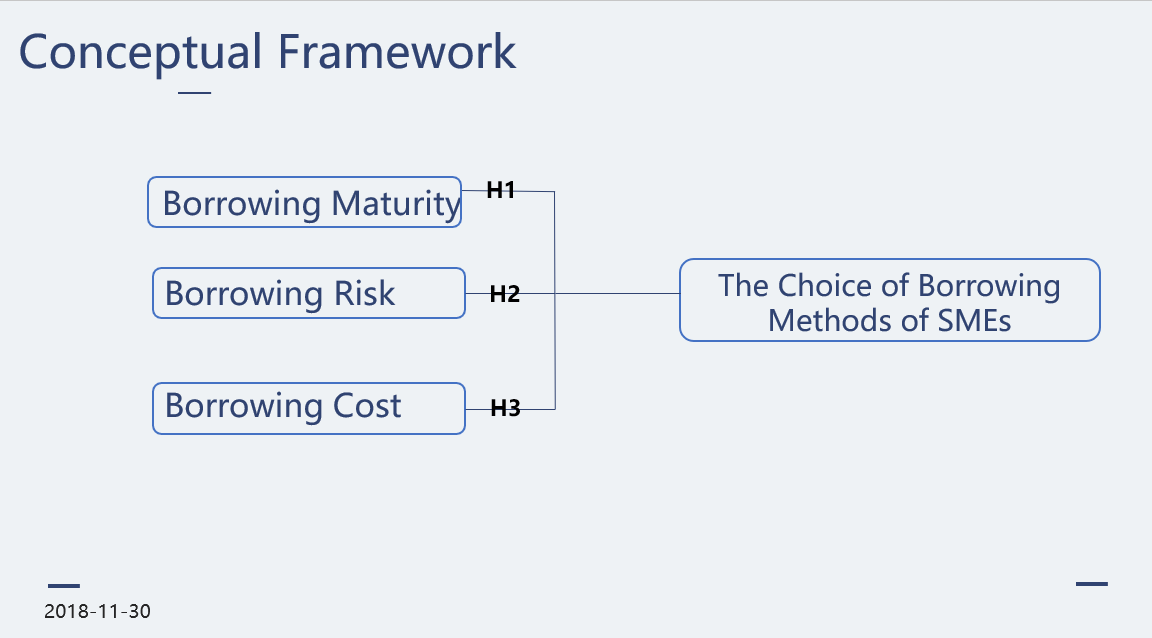 Conceptual Framework
Borrowing Maturity
H1
Borrowing Risk
H2
The Choice of Borrowing
Methods of SMEs
Borrowing Cost
H3
2018-11-30